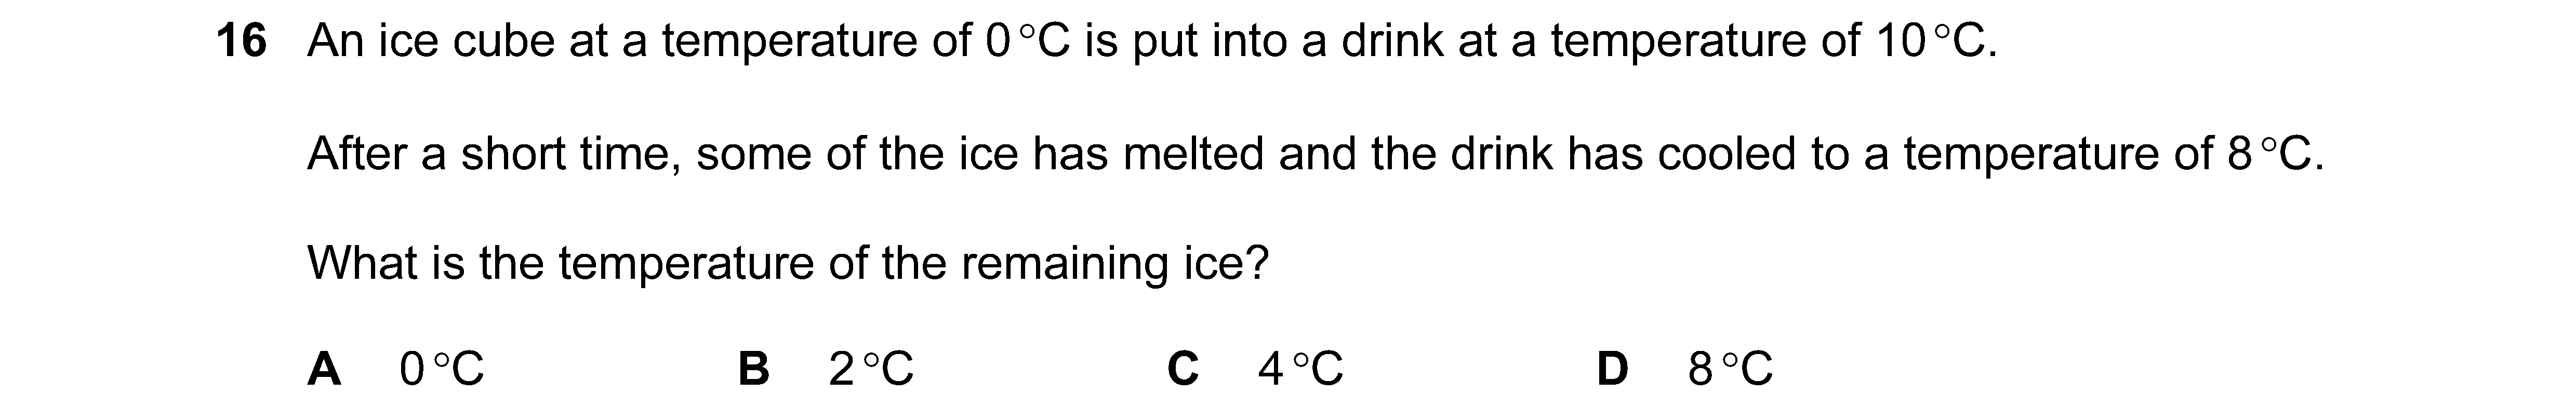 16 An ice cube at a temperature of 0 °C is put into a drink at a temperature of 10 °C.
After a short time, some of the ice has melted and the drink has cooled to a temperature of 8 °C.
What is the temperature of the remaining ice?
A 0 °C B 2 °C C 4 °C D 8 °C